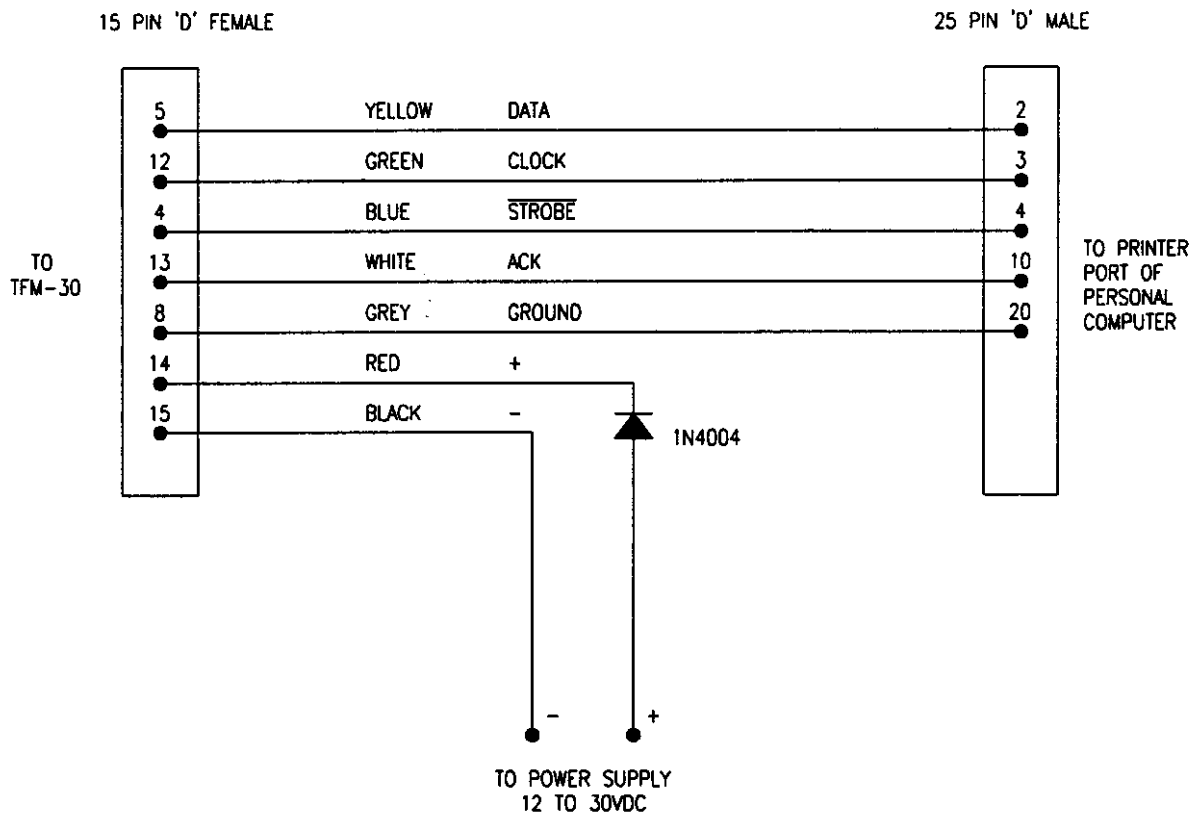 15 PIN 'D' FEMALE
25 PIN 'D' MALE
5 YELLOW DATA 2
12 GREEN CLOCK 3
4 BLUE STROBE 4
13 WHITE ACK 10
8 GREY GROUND 20
14 RED +
15 BLACK -
TO
TFM-30
TO PRINTER
PORT OF
PERSONAL
COMPUTER
1N4004
- +
TO POWER SUPPLY
12 TO 30VDC